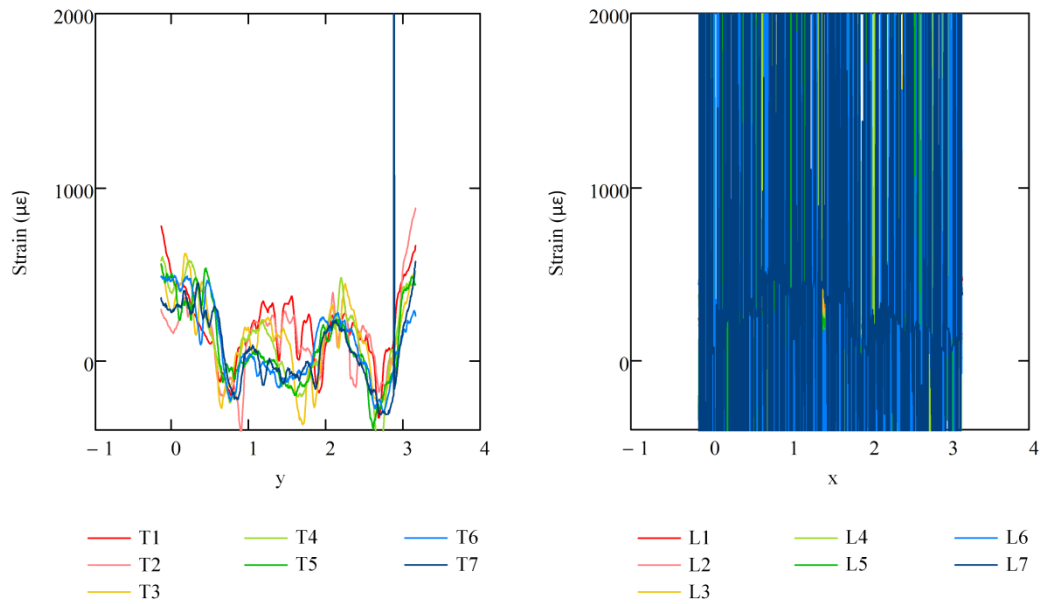 2000
1000
0
Strain (με)
– 1
0
1
2
3
4
y
T1
T4
T6
T2
T5
T7
T3
2000
1000
0
Strain (με)
– 1
0
1
2
3
4
x
L1
L4
L6
L2
L5
L7
L3